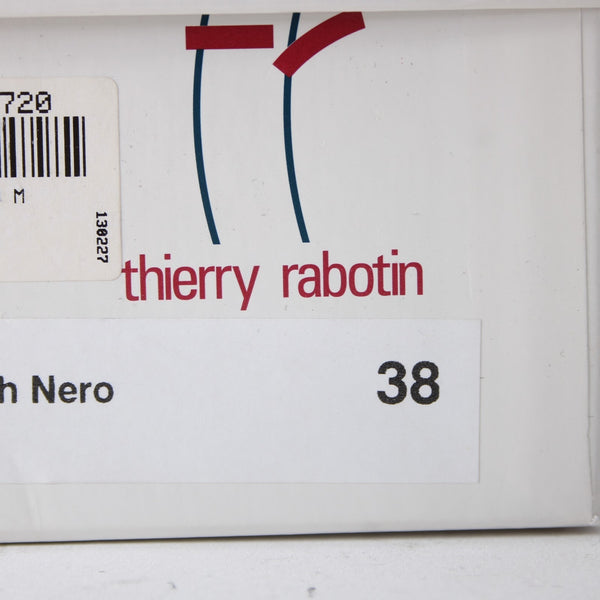 720
M
130227
thierry rabotin
h Nero
38